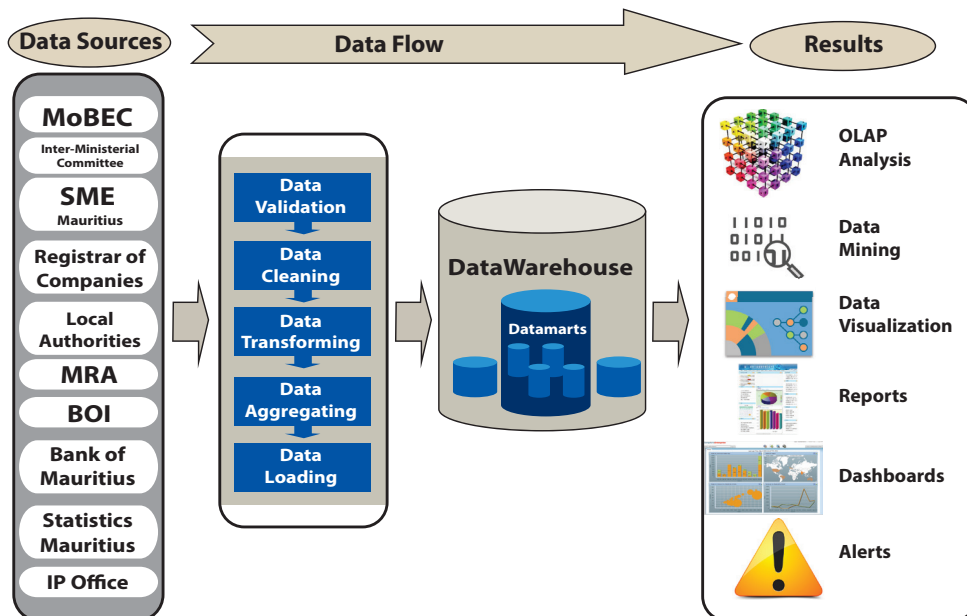 Data Sources
Data Flow
Results
MoBEC
Inter-Ministerial
Committee
SME
Mauritius
Registrar of
Companies
Local
Authorities
MRA
BOI
Bank of
Mauritius
Statistics
Mauritius
IP Office
Data
Validation
Data
Cleaning
Data
Transforming
Data
Aggregating
Data
Loading
DataWarehouse
Datamarts
OLAP
Analysis
11010
Data
Mining
Data
Visualization
Reports
Dashboards
Alerts